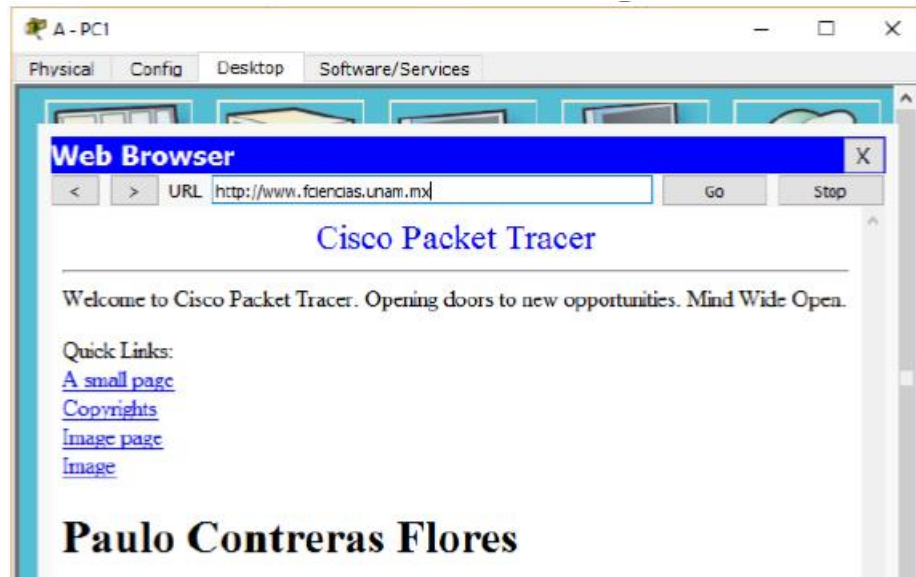 A - PC1
Physical Config Desktop Software/Services
Web Browser X
< > URL http://www.fciencias.unam.mx Go Stop
Cisco Packet Tracer
Welcome to Cisco Packet Tracer. Opening doors to new opportunities. Mind Wide Open.
Quick Links:
A small page
Copyrights
Image page
Image
Paulo Contreras Flores